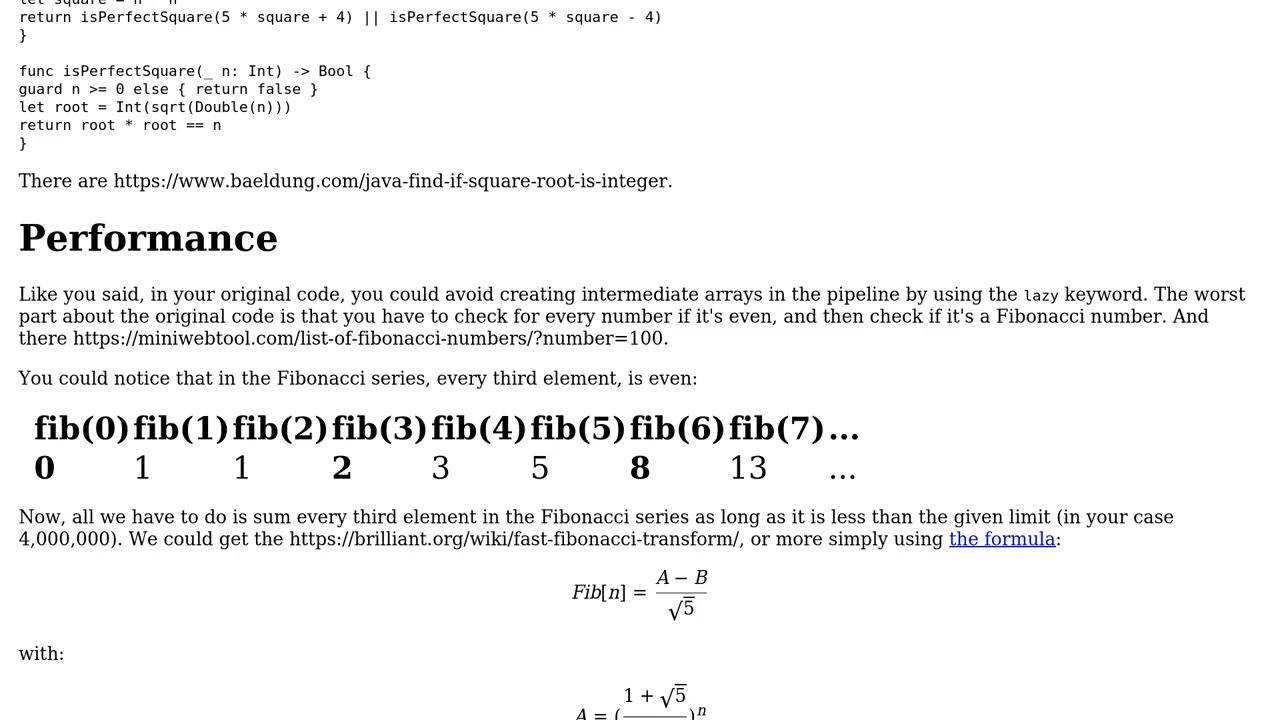 return isPerfectSquare(5 * square + 4) || isPerfectSquare(5 * square - 4)
}
func isPerfectSquare(_ n: Int) -> Bool {
guard n >= 0 else { return false }
let root = Int(sqrt(Double(n)))
return root * root == n
}
There are https://www.baeldung.com/java-find-if-square-root-is-integer.
Performance
Like you said, in your original code, you could avoid creating intermediate arrays in the pipeline by using the lazy keyword. The worst
part about the original code is that you have to check for every number if it's even, and then check if it's a Fibonacci number. And
there https://miniwebtool.com/list-of-fibonacci-numbers/?number=100.
You could notice that in the Fibonacci series, every third element, is even:
fib(0) fib(1) fib(2) fib(3) fib(4) fib(5) fib(6) fib(7) ...
0 1 1 2 3 5 8 13 ...
Now, all we have to do is sum every third element in the Fibonacci series as long as it is less than the given limit (in your case
4,000,000). We could get the https://brilliant.org/wiki/fast-fibonacci-transform/, or more simply using the formula:
Fib[n] = A − B / √5
with:
A = (1 + √5 / )^n